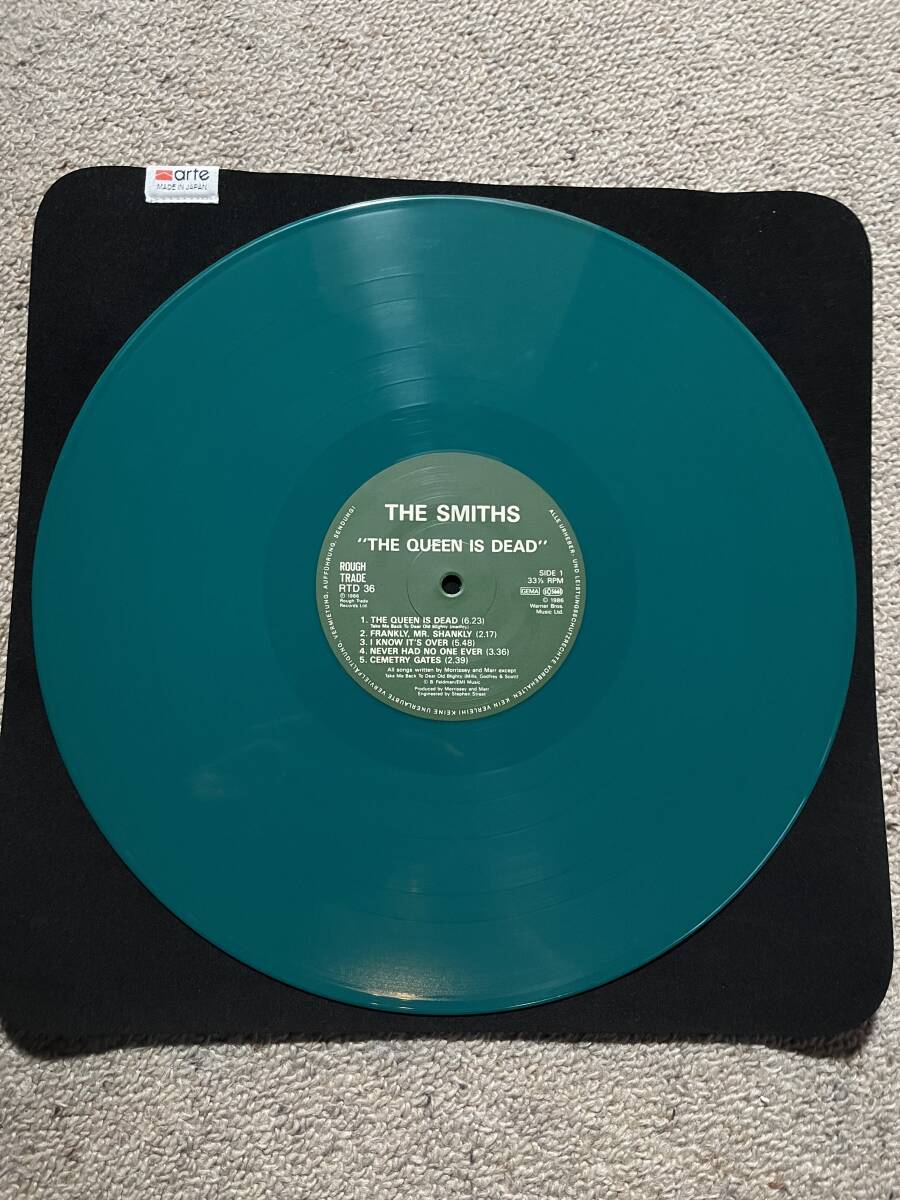 arte
MADE IN JAPAN
THE SMITHS
"THE QUEEN IS DEAD"
ROUGH
TRADE
RTD 36
℗ 1986
Rough Trade
Records Ltd.
SIDE 1
33⅓ RPM
GEMA
© 1986
Warner Bros.
Music Ltd.
1. THE QUEEN IS DEAD (6.23)
Take Me Back To Dear Old Blighty (medley)
2. FRANKLY, MR. SHANKLY (2.17)
3. I KNOW IT'S OVER (5.48)
4. NEVER HAD NO ONE EVER (3.36)
5. CEMETRY GATES (2.39)
All songs written by Morrissey and Marr except
Take Me Back To Dear Old Blighty (Mills, Godfrey & Scott)
© B. Feldman/EMI Music
Produced by Morrissey and Marr
Engineered by Stephen Street
ALLE URHEBER- UND LEISTUNGSSCHUTZRECHTE VORBEHALTEN KEIN VERLEIH! KEINE UNERLAUBTE VERVIELFÄLTIGUNG, VERMIETUNG, AUFFÜHRUNG, SENDUNG!